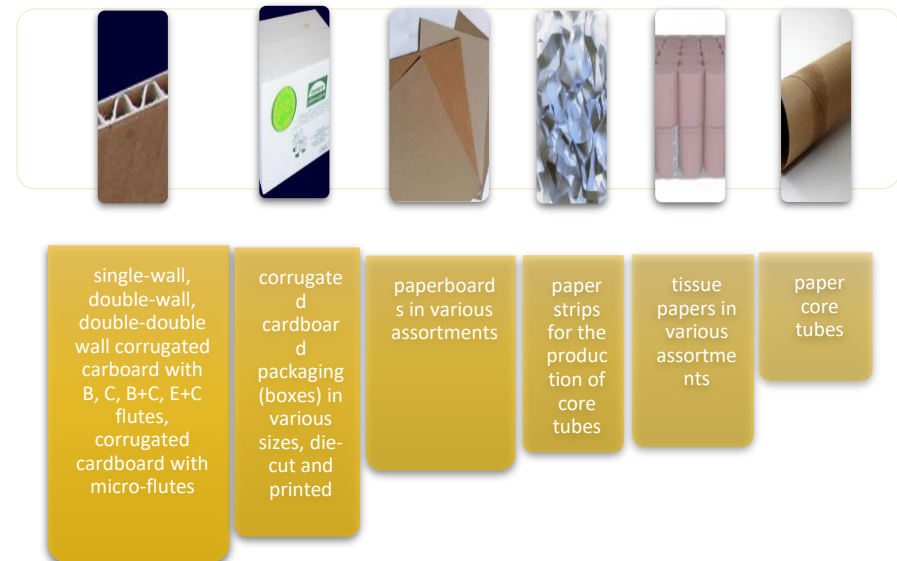 single-wall,
double-wall,
double-double
wall corrugated
carboard with
B, C, B+C, E+C
flutes,
corrugated
cardboard with
micro-flutes
corrugate
d
cardboar
d
packaging
(boxes) in
various
sizes, die-
cut and
printed
paperboard
s in various
assortments
paper
strips
for the
produc
tion of
core
tubes
tissue
papers in
various
assortme
nts
paper
core
tubes